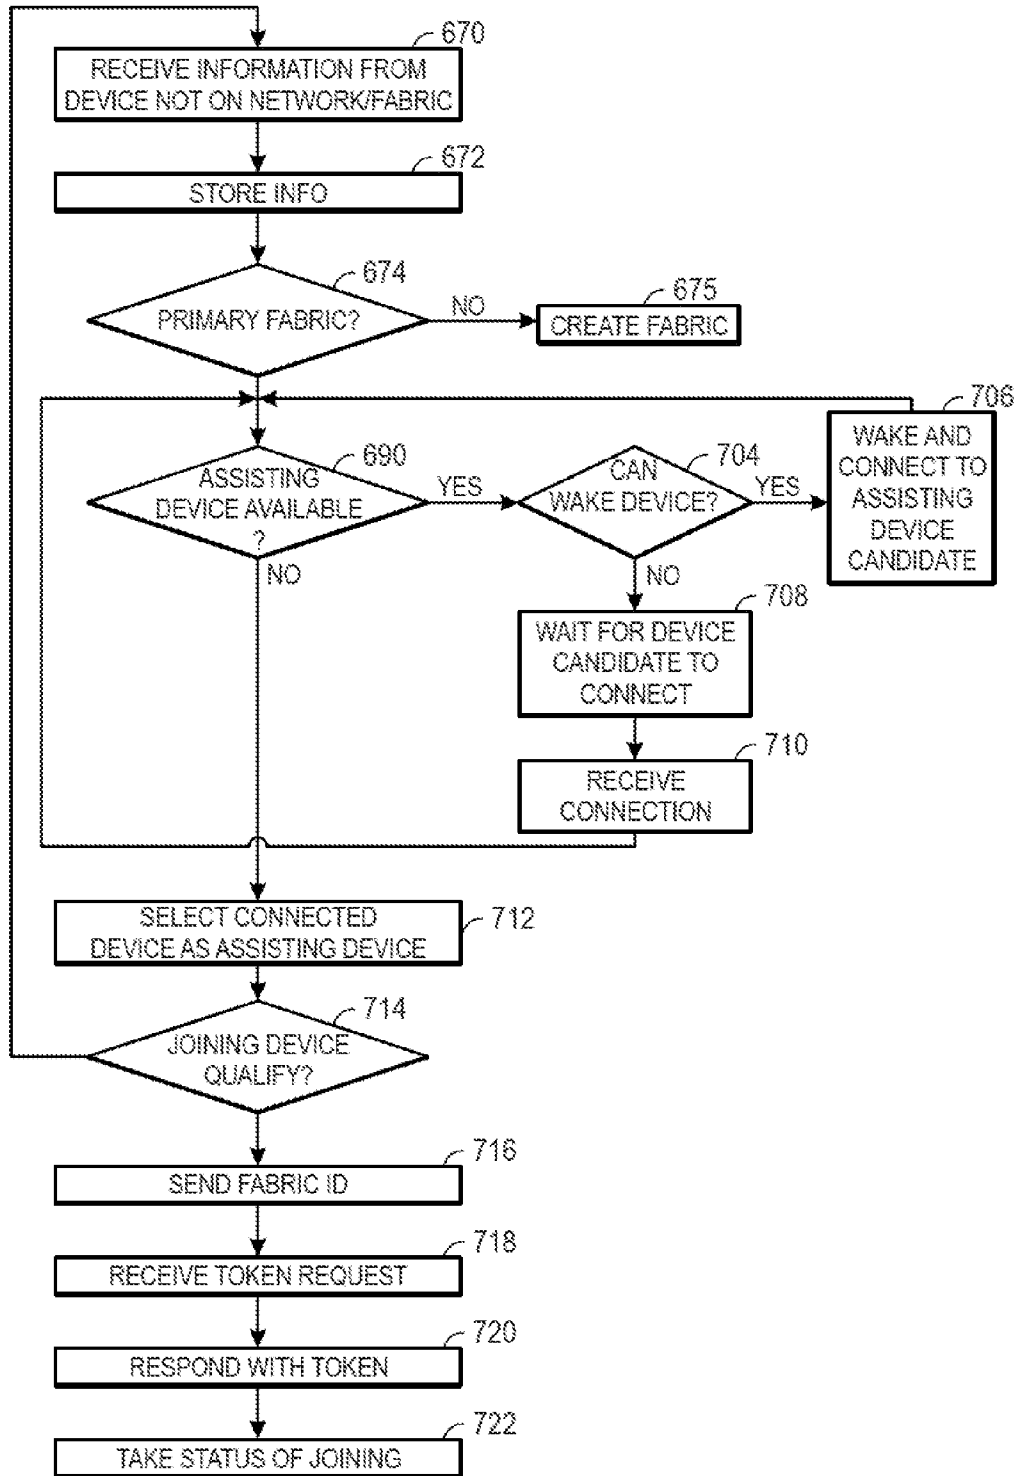 670
RECEIVE INFORMATION FROM
DEVICE NOT ON NETWORK/FABRIC
672
STORE INFO
674
PRIMARY FABRIC?
NO
675
CREATE FABRIC
690
ASSISTING
DEVICE AVAILABLE
?
YES
NO
704
CAN
WAKE DEVICE?
YES
NO
706
WAKE AND
CONNECT TO
ASSISTING
DEVICE
CANDIDATE
708
WAIT FOR DEVICE
CANDIDATE TO
CONNECT
710
RECEIVE
CONNECTION
SELECT CONNECTED
DEVICE AS ASSISTING DEVICE
712
714
JOINING DEVICE
QUALIFY?
716
SEND FABRIC ID
718
RECEIVE TOKEN REQUEST
720
RESPOND WITH TOKEN
722
TAKE STATUS OF JOINING